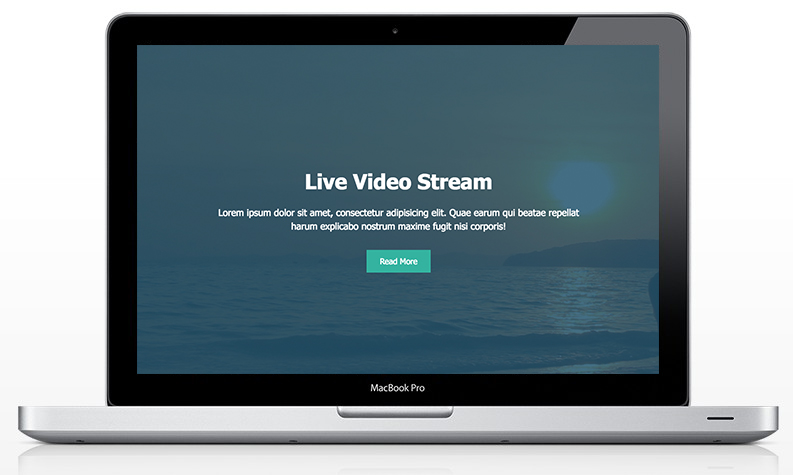 Live Video Stream
Lorem ipsum dolor sit amet, consectetur adipisicing elit. Quae earum qui beatae repellat
harum explicabo nostrum maxime fugit nisi corporis!
Read More
MacBook Pro